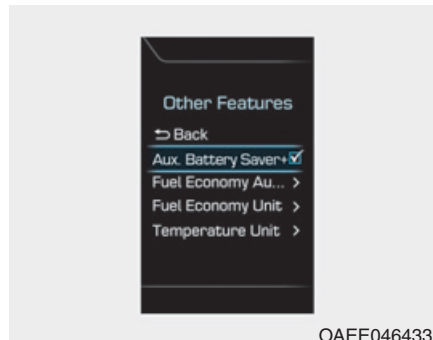 Other Features
Back
Aux. Battery Saver+
Fuel Economy Au... >
Fuel Economy Unit >
Temperature Unit >
OAEE046433